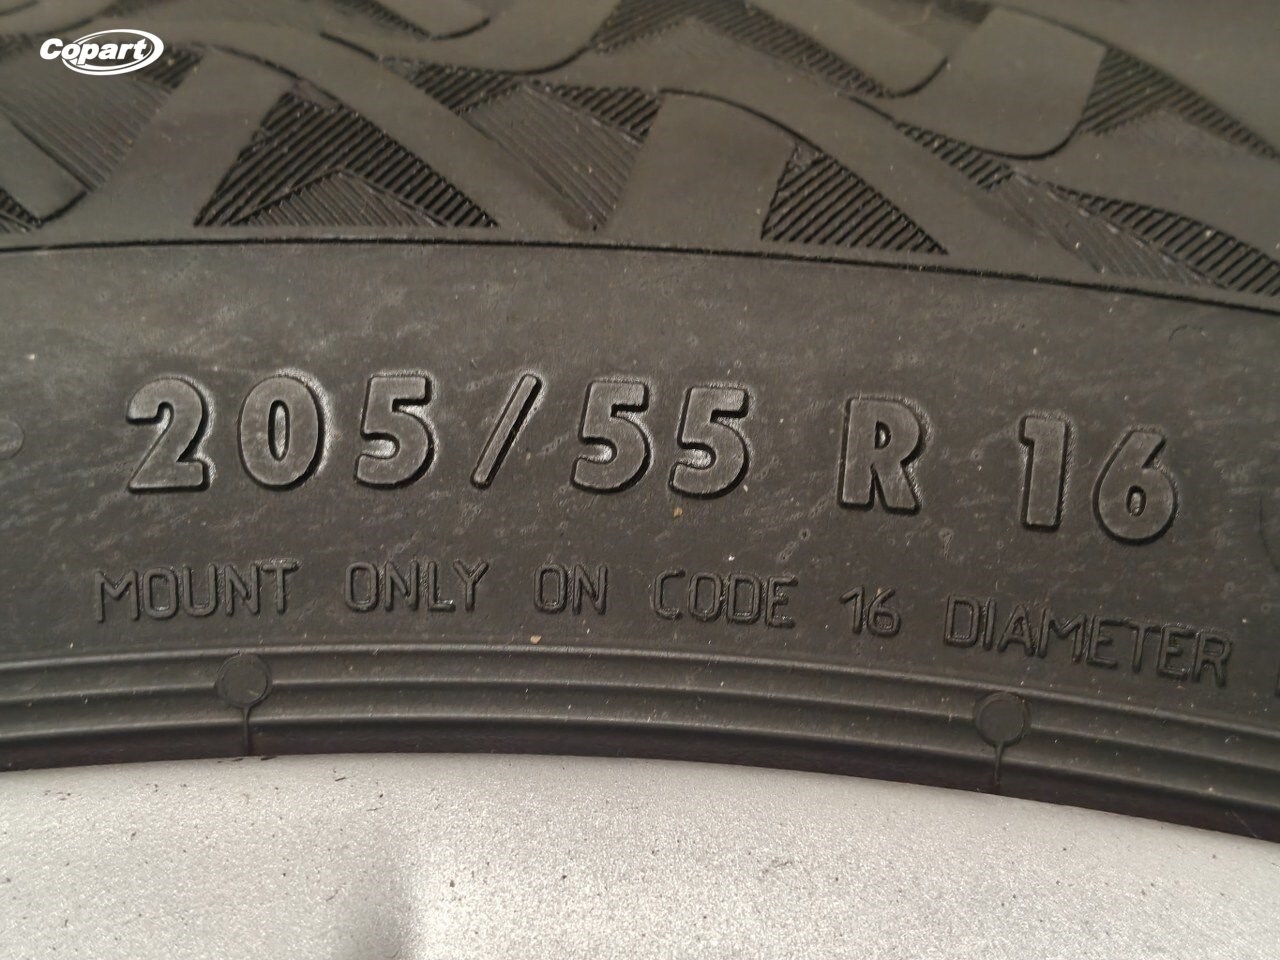 Copart
205/55 R 16
MOUNT ONLY ON CODE 16 DIAMETER